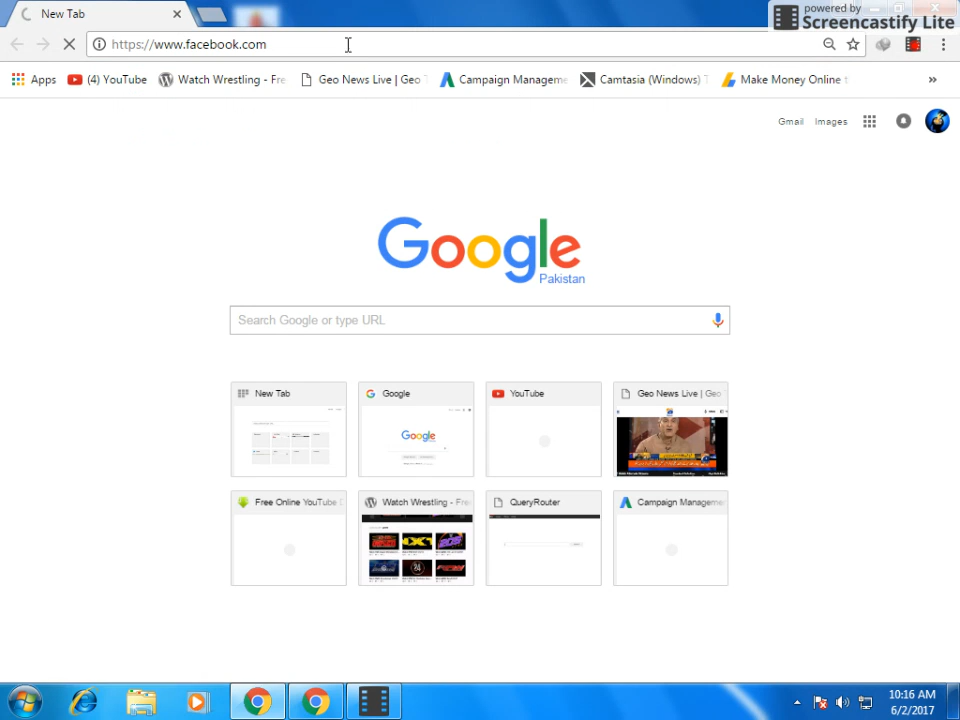 New Tab
powered by
Screencastify Lite
https://www.facebook.com
Apps
(4) YouTube
Watch Wrestling - Fre
Geo News Live | Geo T
Campaign Manageme
Camtasia (Windows) T
Make Money Online t
»
Gmail
Images
Google
Pakistan
Search Google or type URL
New Tab
Google
YouTube
Geo News Live | Geo T
Google
Free Online YouTube D
Watch Wrestling - Free
QueryRouter
Campaign Manageme
10:16 AM
6/2/2017